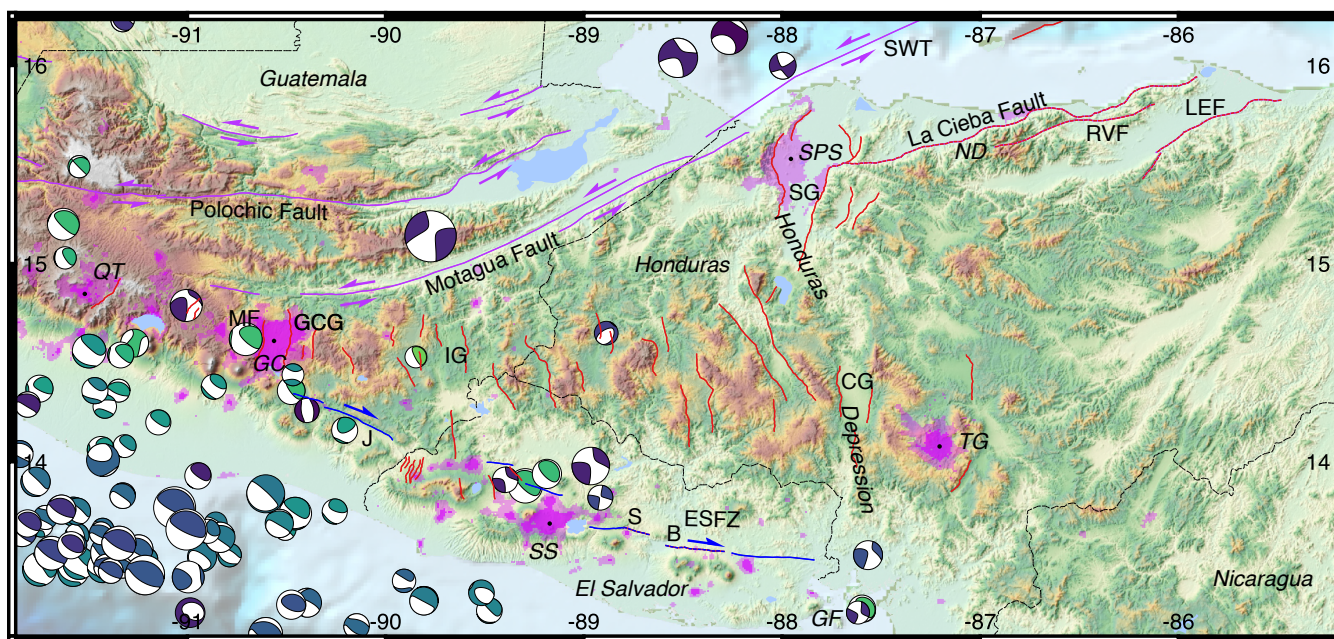 -91 -90 -89 -88 -87 -86
SWT
16 16
Guatemala
La Cieba Fault
LEF
RVF
SPS
ND
SG
Polochic Fault
Honduras
15 15
Motagua Fault
Honduras
QT
MF GCG
GC
IG
CG
Depression
J
TG
14 14
S
ESFZ
B
SS
El Salvador
Nicaragua
GF
-91 -90 -89 -88 -87 -86